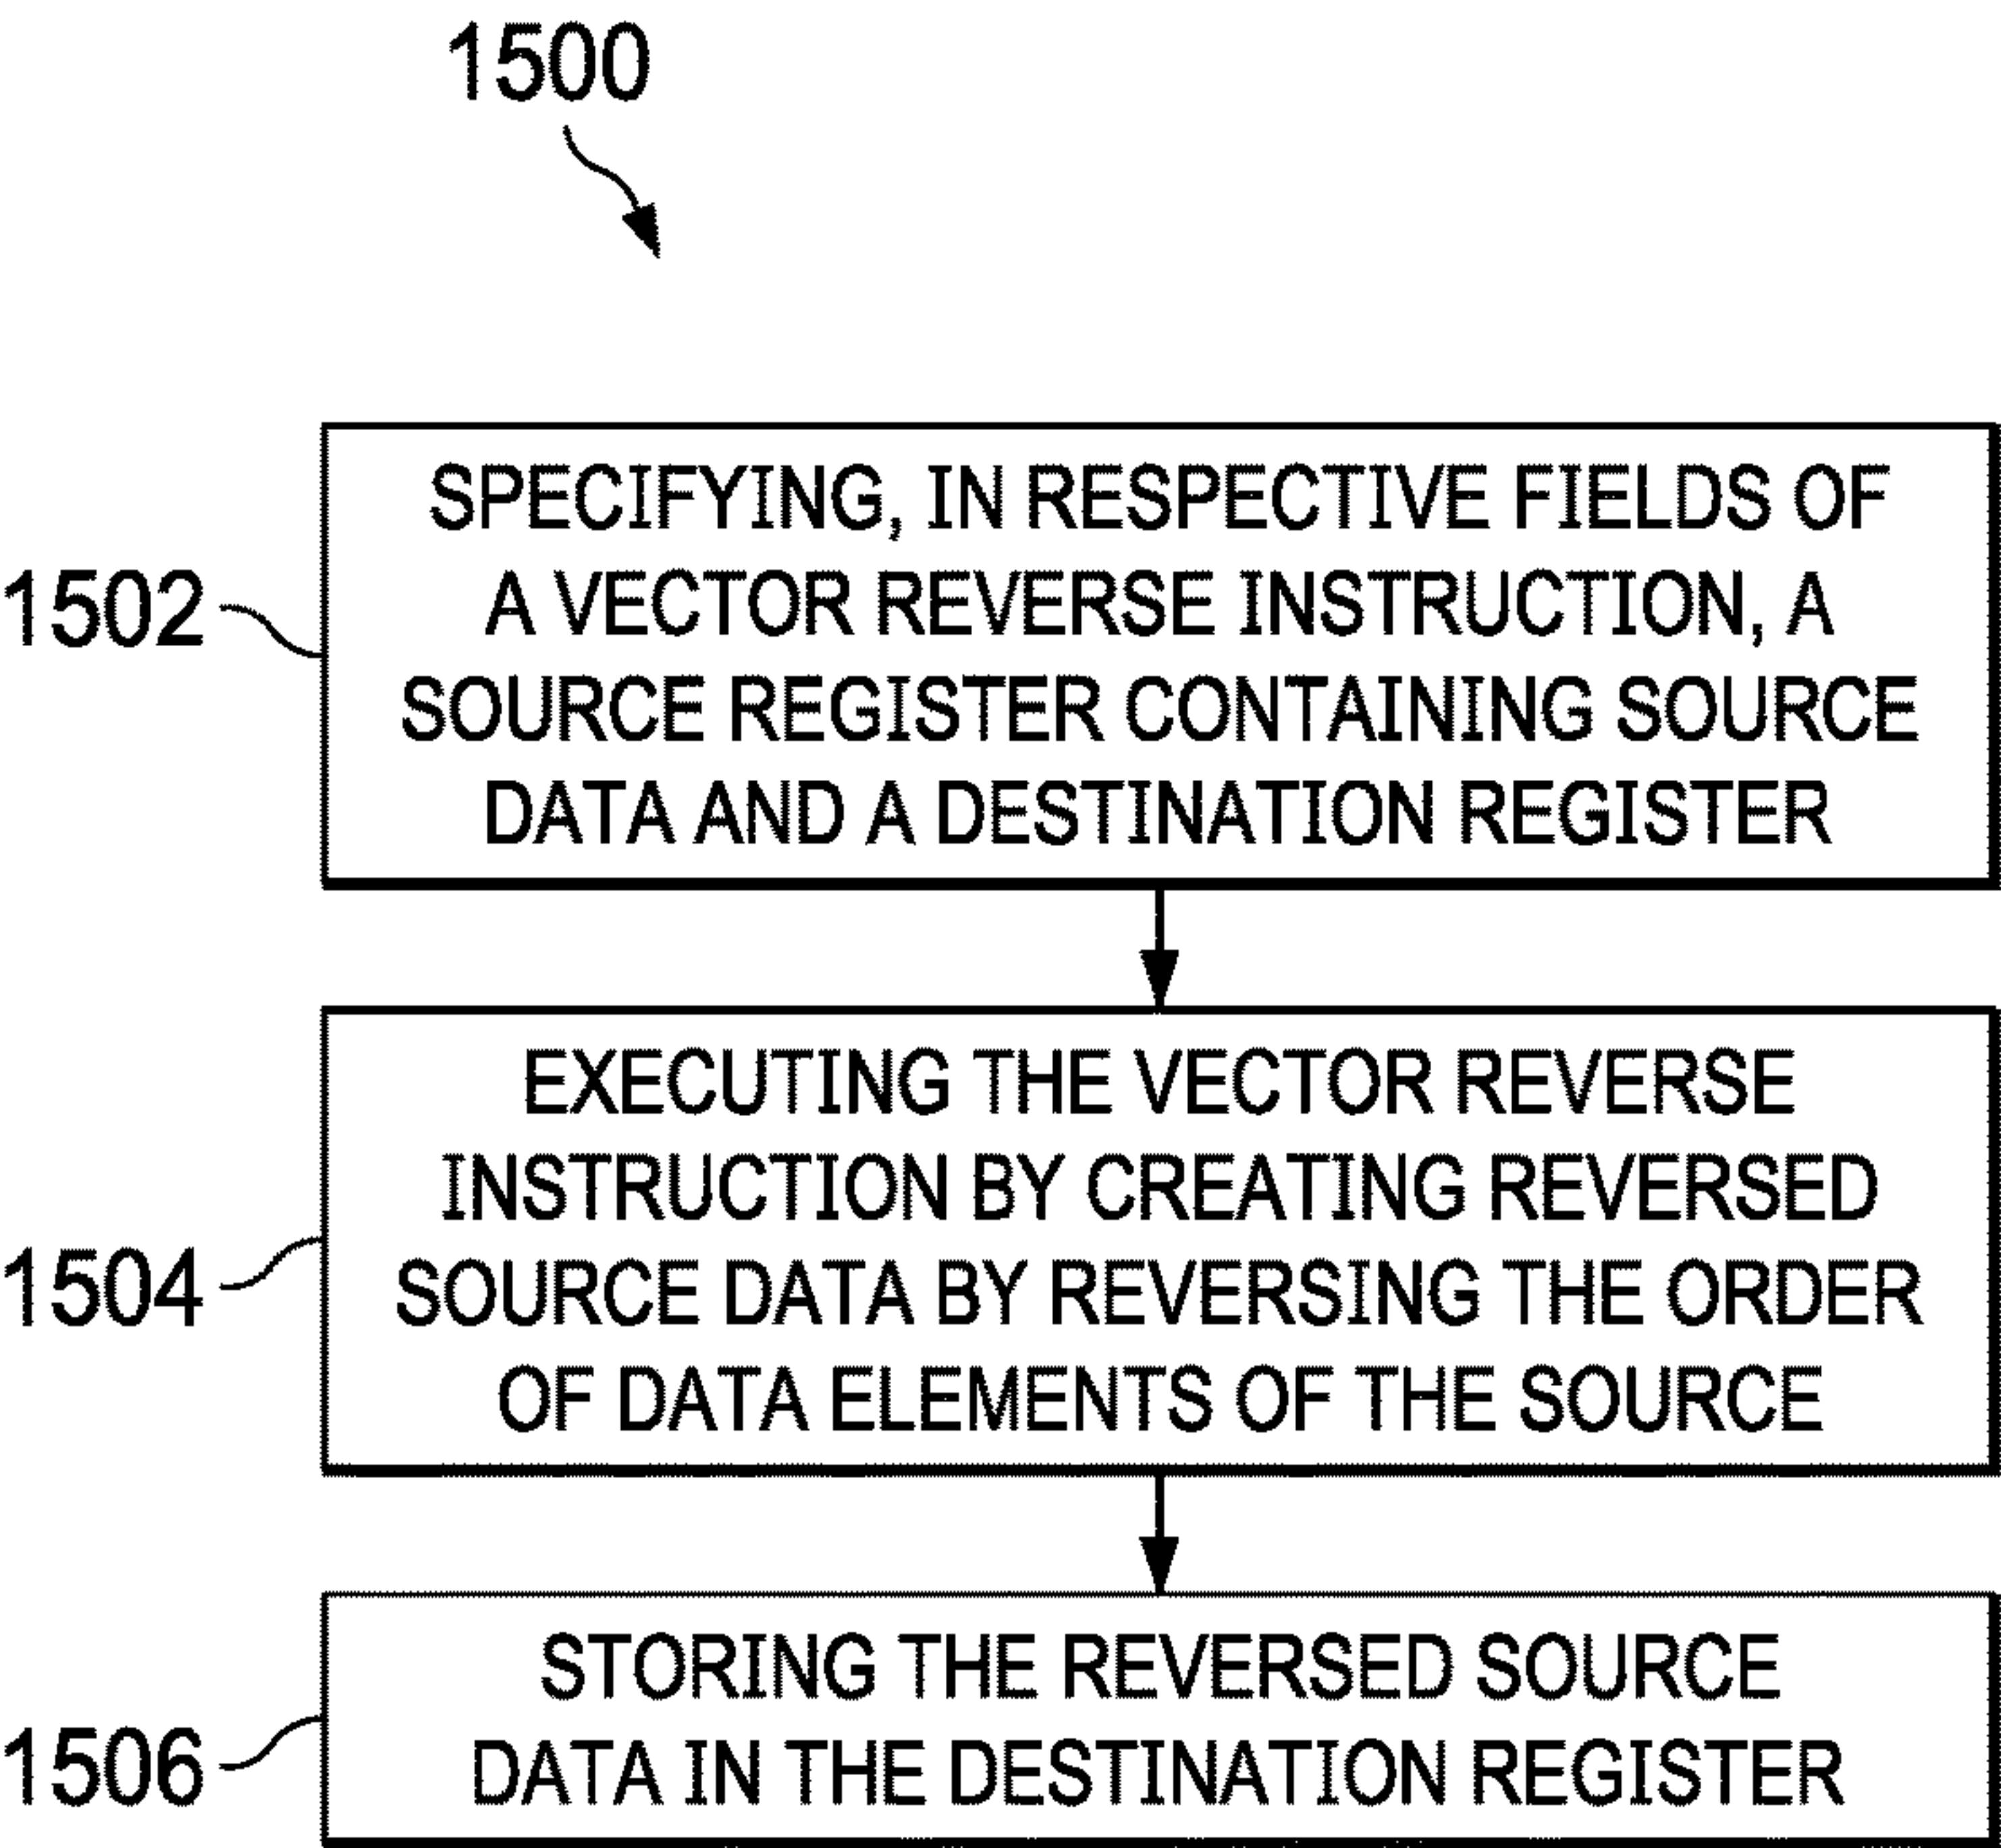 1500
1502
SPECIFYING, IN RESPECTIVE FIELDS OF
A VECTOR REVERSE INSTRUCTION, A
SOURCE REGISTER CONTAINING SOURCE
DATA AND A DESTINATION REGISTER
1504
EXECUTING THE VECTOR REVERSE
INSTRUCTION BY CREATING REVERSED
SOURCE DATA BY REVERSING THE ORDER
OF DATA ELEMENTS OF THE SOURCE
1506
STORING THE REVERSED SOURCE
DATA IN THE DESTINATION REGISTER